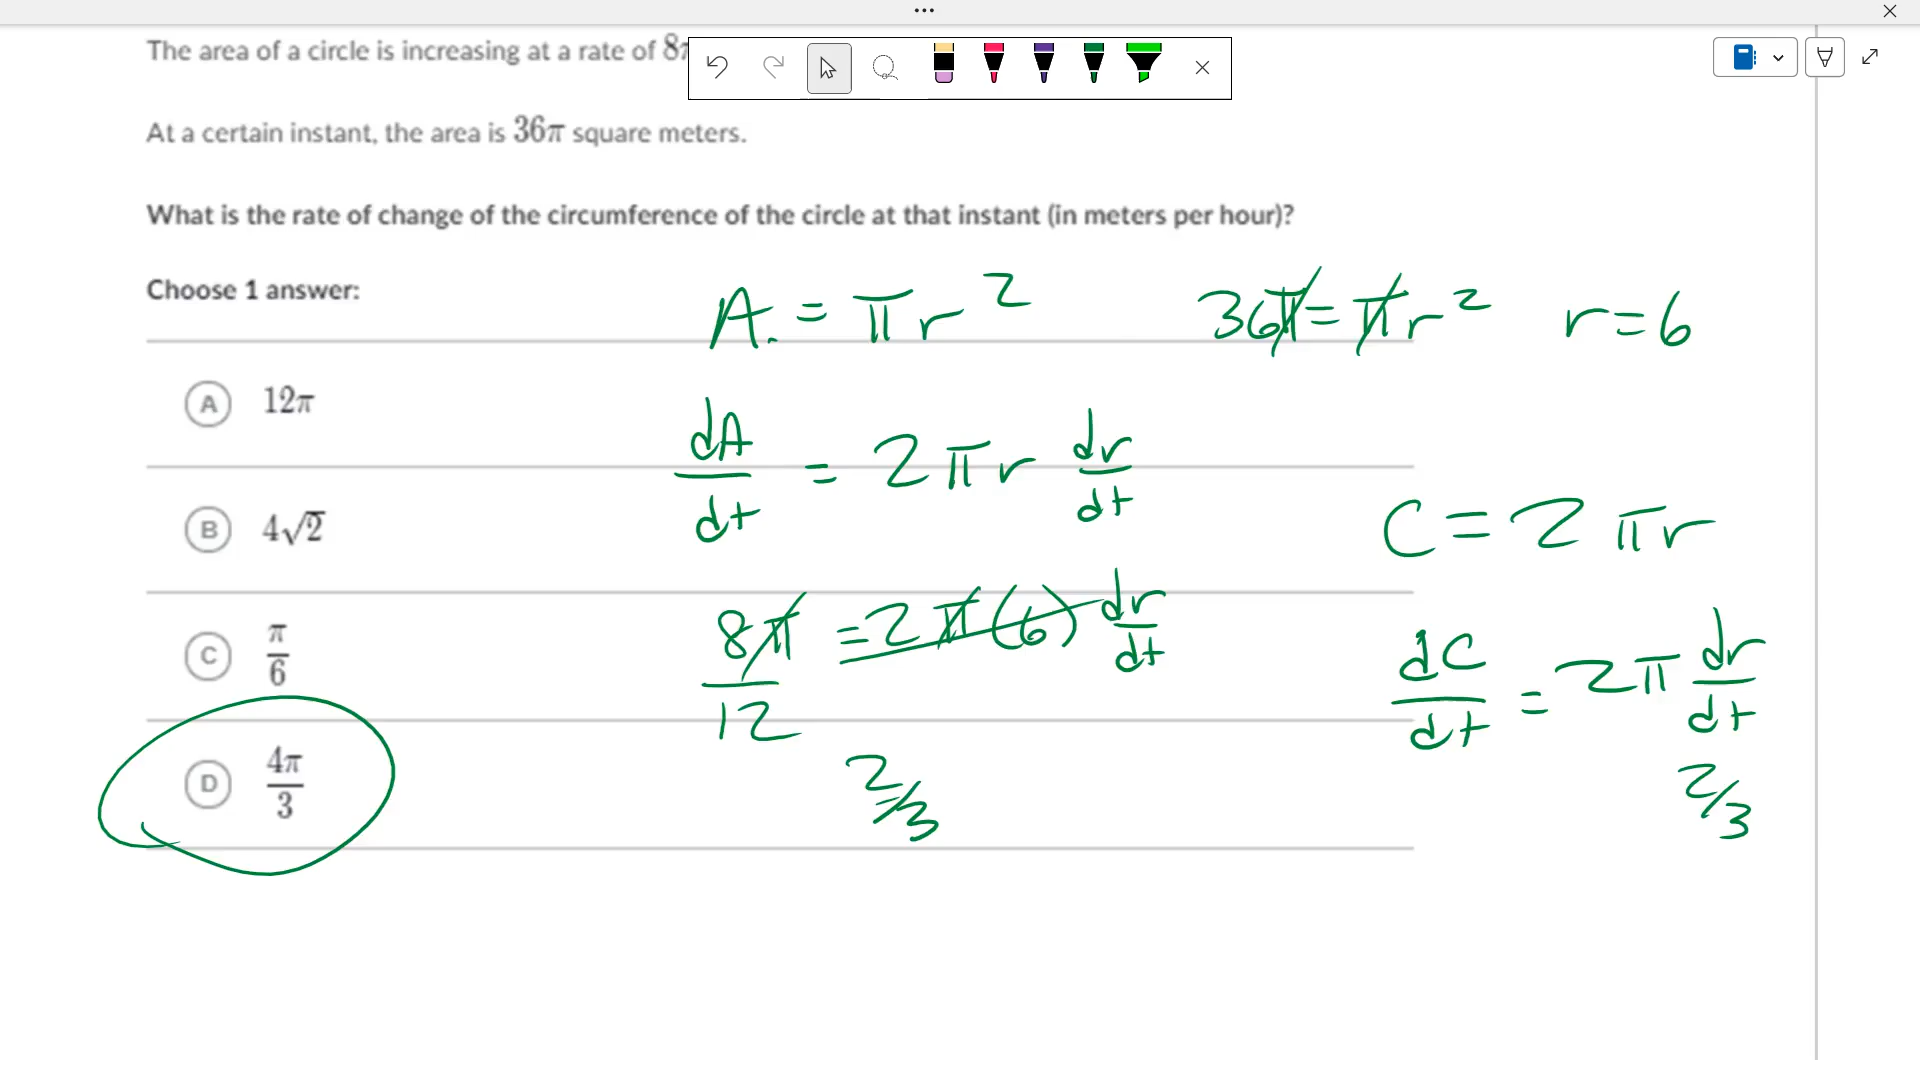 The area of a circle is increasing at a rate of 8π
At a certain instant, the area is 36π square meters.
What is the rate of change of the circumference of the circle at that instant (in meters per hour)?
Choose 1 answer:
A. = πr²
36π = πr²
r = 6
A 12π
dA/dt = 2πr dr/dt
B 4√2
C = 2πr
8π/12 = 2π(6) dr/dt
C π/6
dC/dt = 2π dr/dt
2/3
2/3
D 4π/3